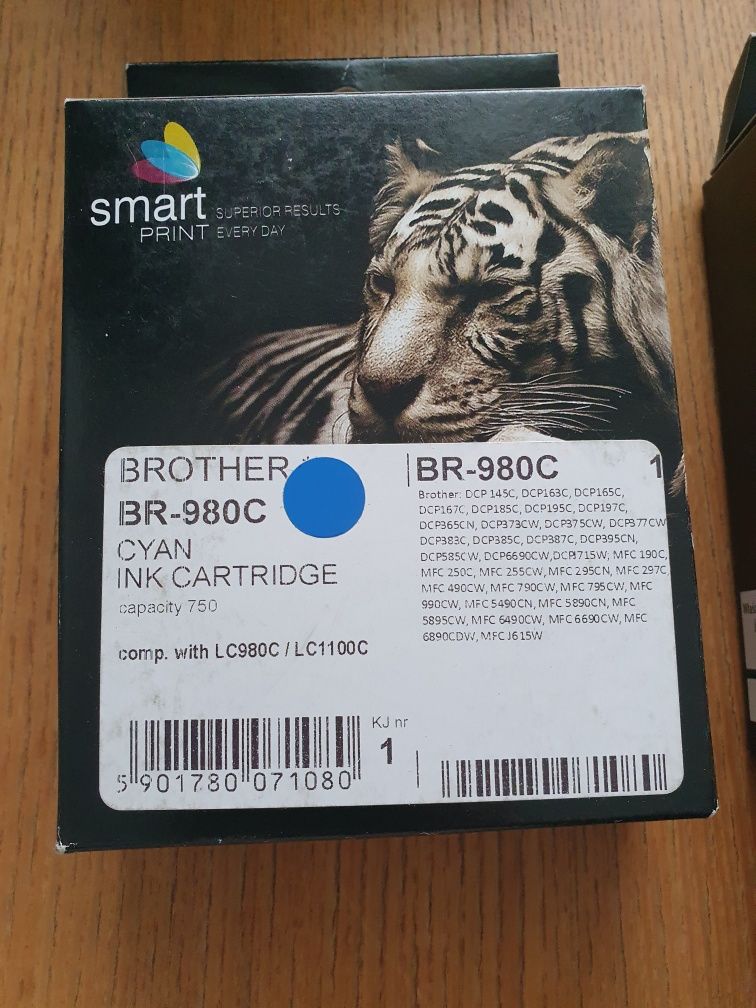 smart
PRINT
SUPERIOR RESULTS
EVERY DAY
BROTHER
BR-980C
CYAN
INK CARTRIDGE
capacity 750
comp. with LC980C / LC1100C
5 901780 071080
KJ nr
1
BR-980C 1
Brother: DCP 145C, DCP163C, DCP165C,
DCP167C, DCP185C, DCP195C, DCP197C,
DCP365CN, DCP373CW, DCP375CW, DCP377CW
DCP383C, DCP385C, DCP387C, DCP395CN,
DCP585CW, DCP6690CW, DCPJ715W; MFC 190C,
MFC 250C, MFC 255CW, MFC 295CN, MFC 297C,
MFC 490CW, MFC 790CW, MFC 795CW, MFC
990CW, MFC 5490CN, MFC 5890CN, MFC
5895CW, MFC 6490CW, MFC 6690CW, MFC
6890CDW, MFC J615W